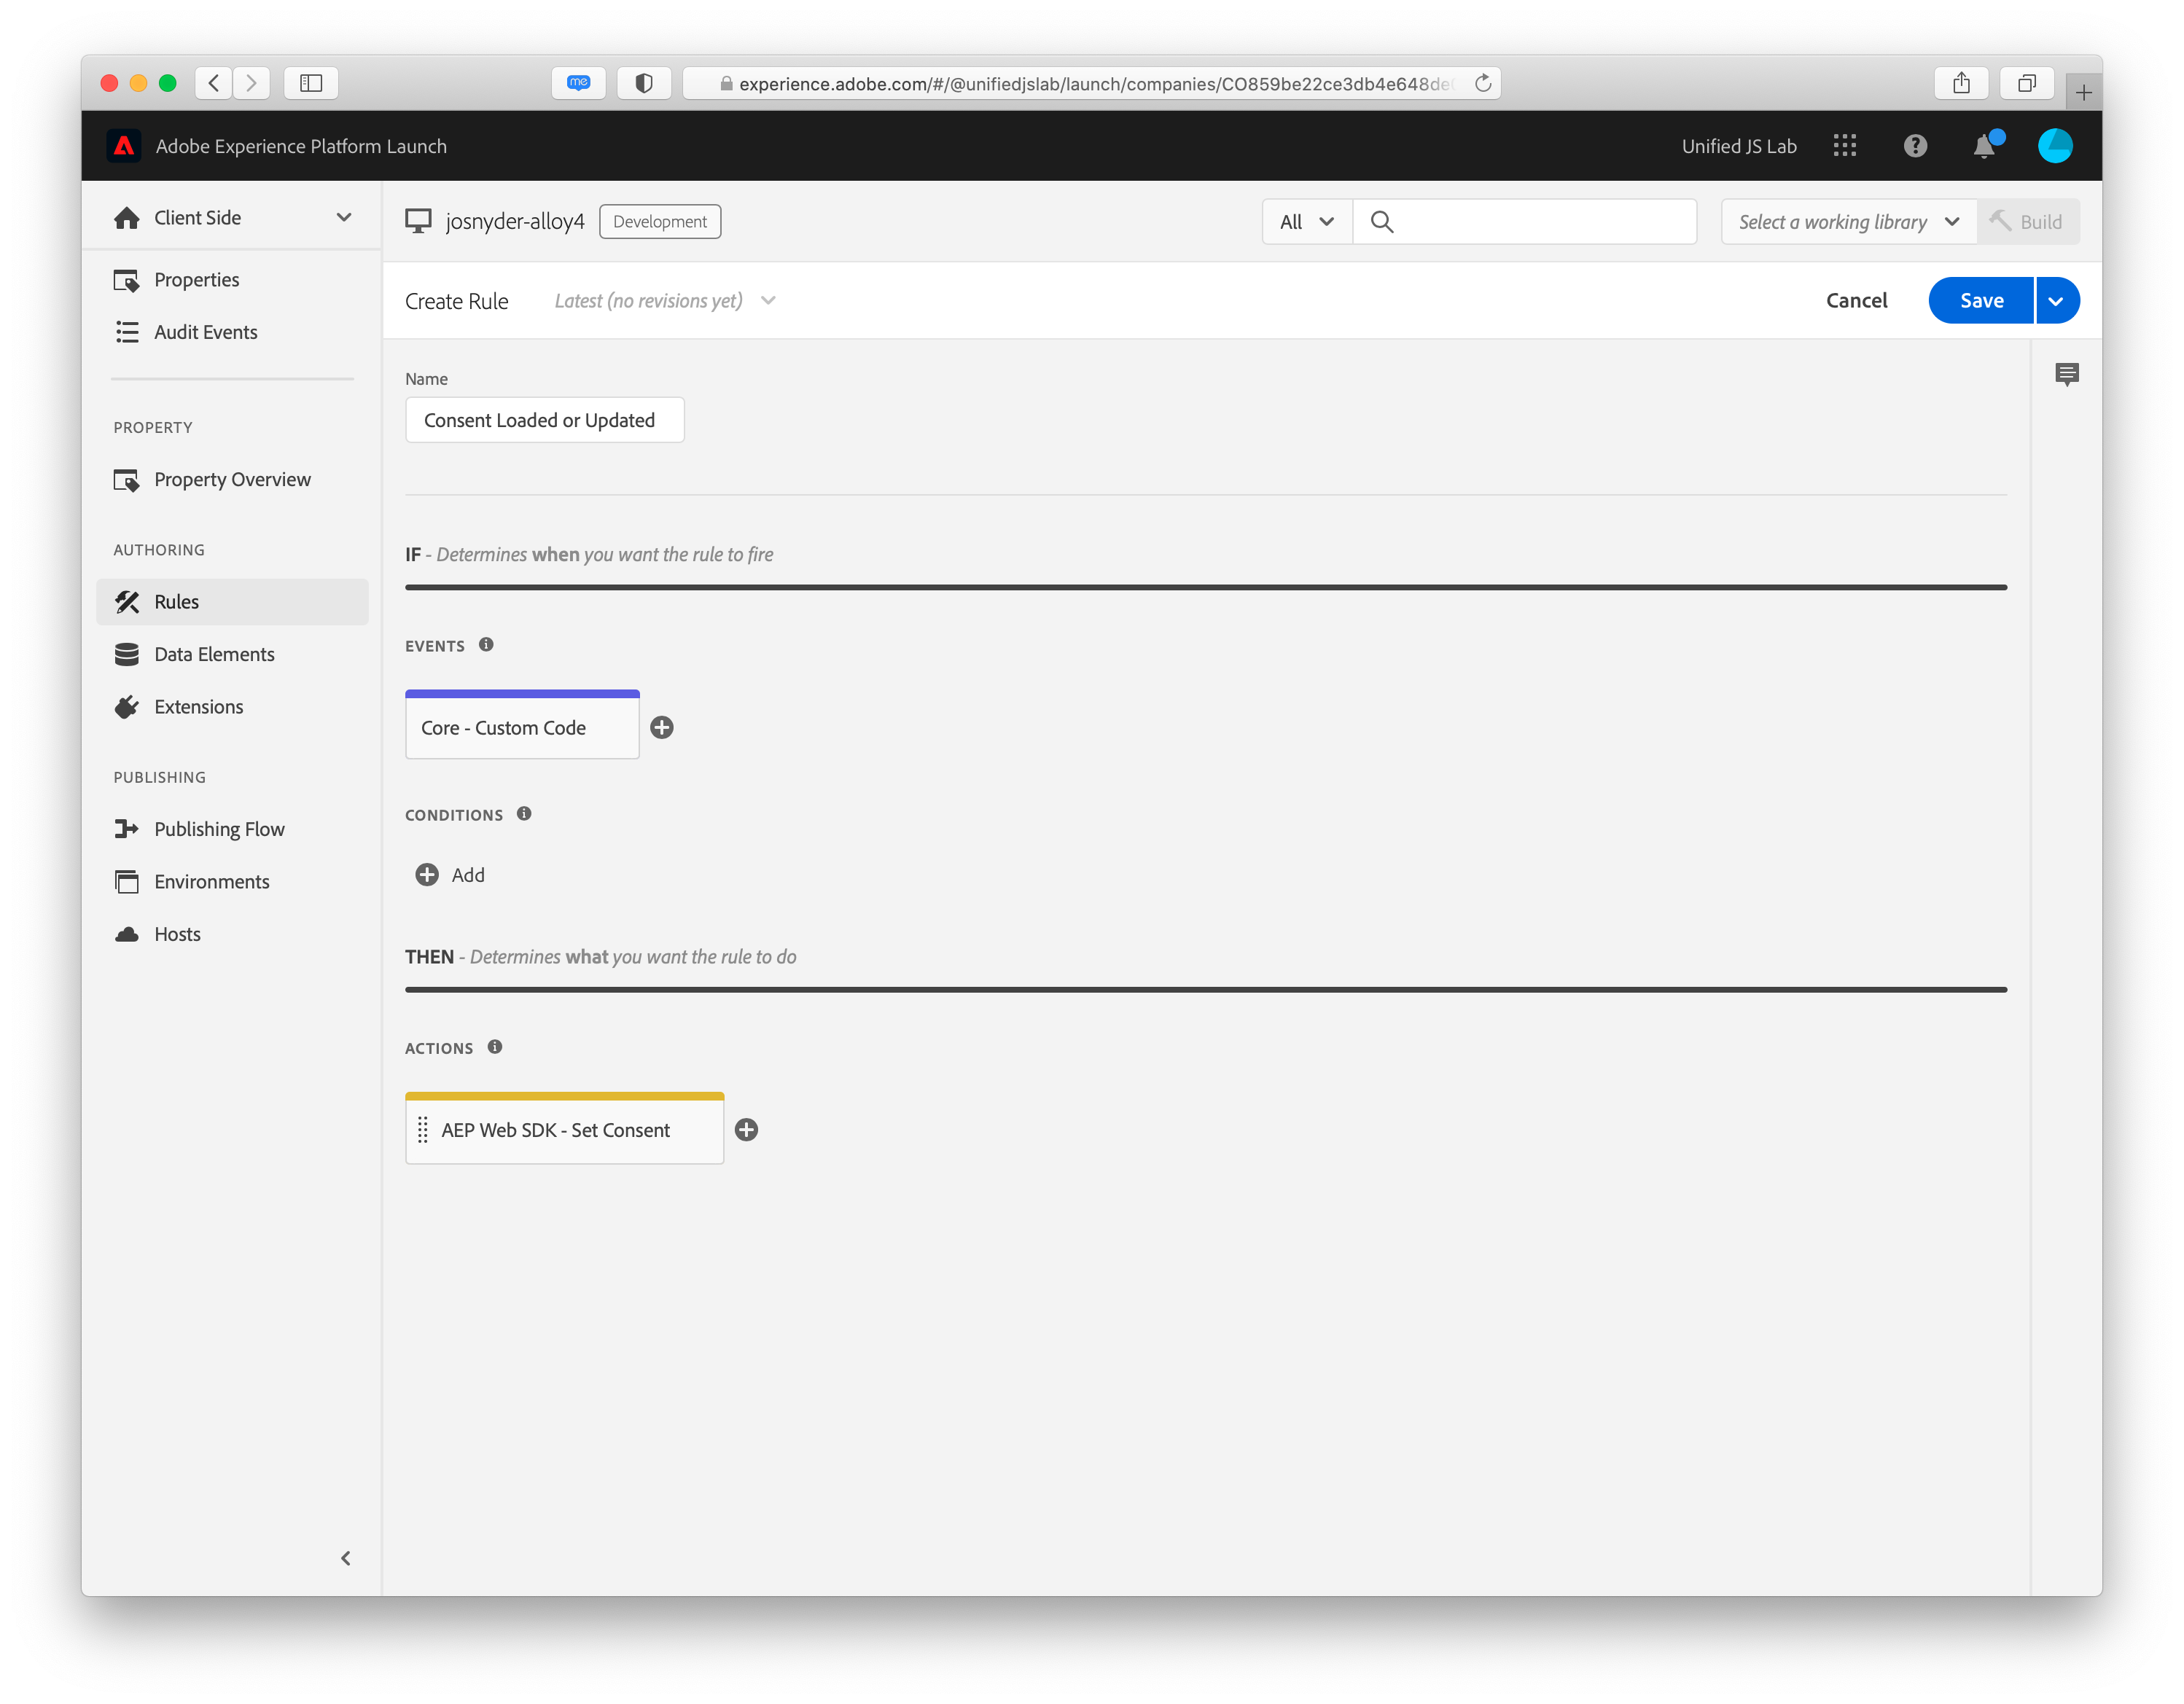 me
experience.adobe.com/#/@unifiedjslab/launch/companies/CO859be22ce3db4e648de
Adobe Experience Platform Launch
Unified JS Lab
Client Side
josnyder-alloy4
Development
All
Select a working library
Build
Properties
Create Rule
Latest (no revisions yet)
Cancel
Save
Audit Events
Name
Consent Loaded or Updated
PROPERTY
Property Overview
AUTHORING
IF - Determines when you want the rule to fire
Rules
EVENTS
Data Elements
Extensions
Core - Custom Code
PUBLISHING
CONDITIONS
Publishing Flow
Add
Environments
Hosts
THEN - Determines what you want the rule to do
ACTIONS
AEP Web SDK - Set Consent